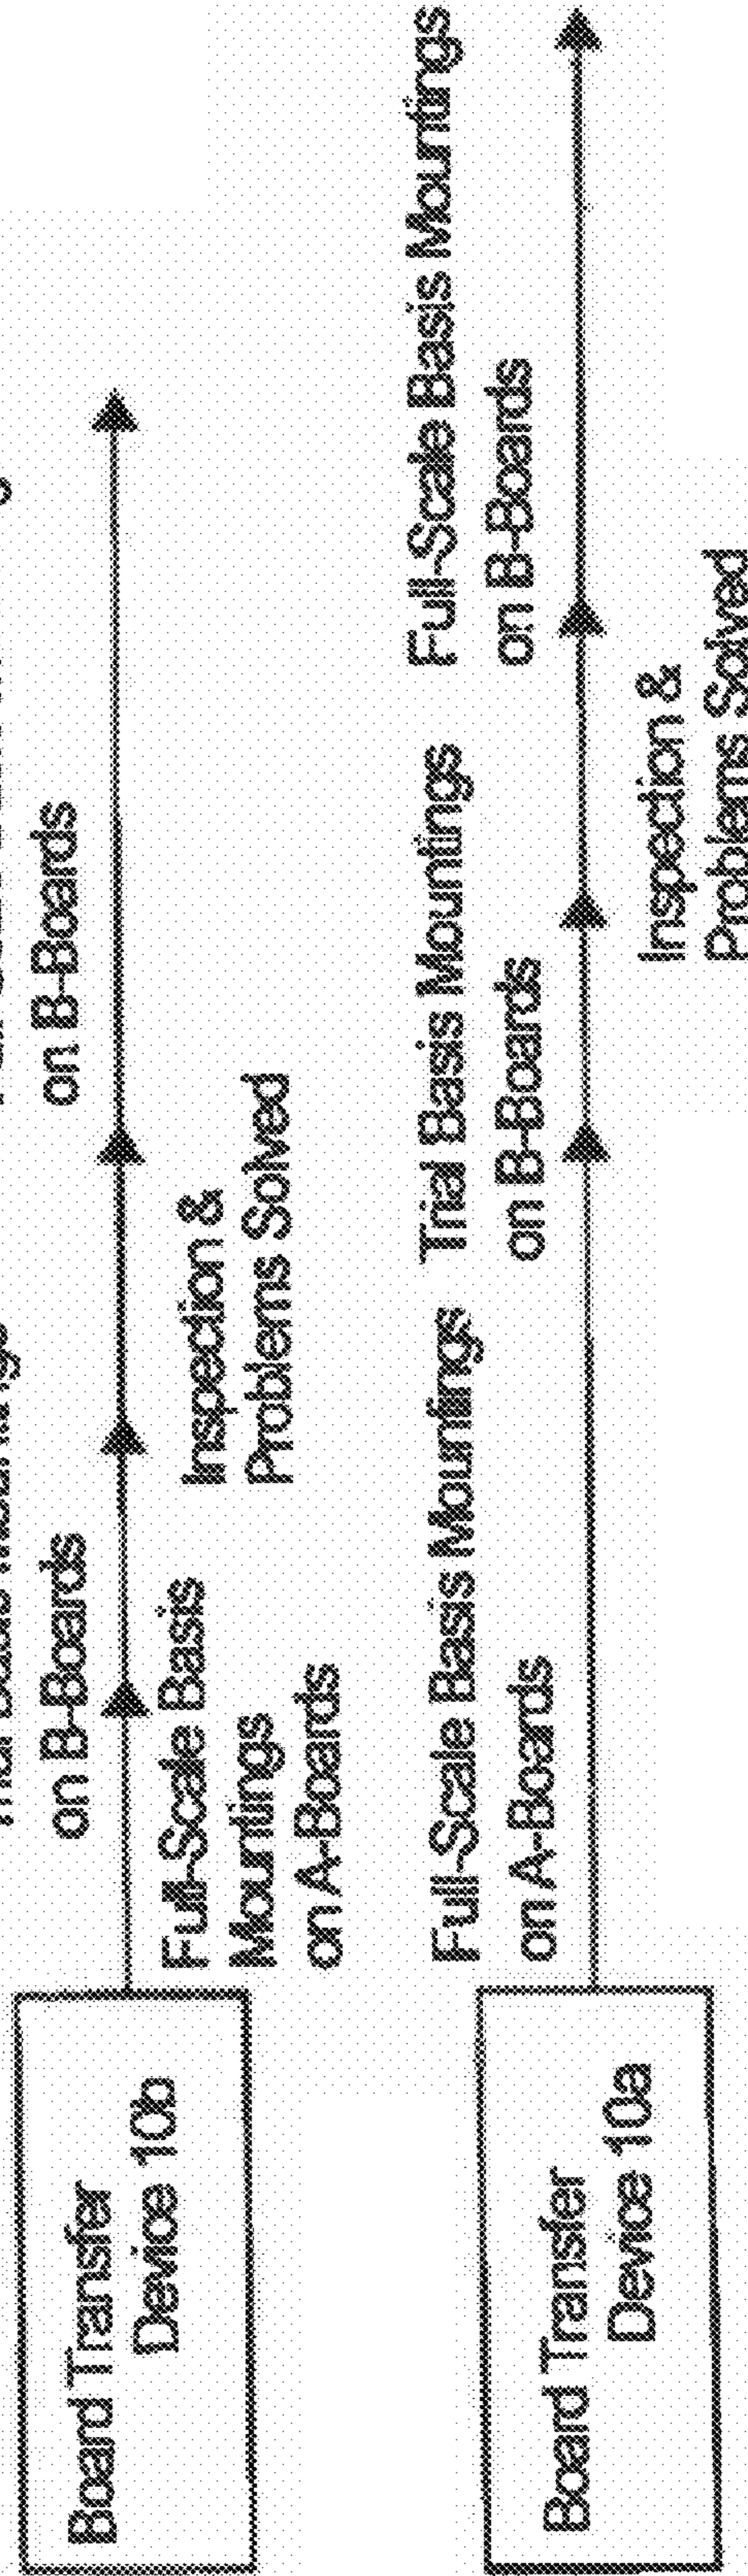 Board Transfer
Device 10b
on B-Boards
on B-Boards
Full-Scale Basis
Mountings
on A-Boards
Inspection &
Problems Solved
Board Transfer
Device 10a
Full-Scale Basis Mountings
on A-Boards
Trial Basis Mountings
on B-Boards
Full-Scale Basis Mountings
on B-Boards
Inspection &
Problems Solved